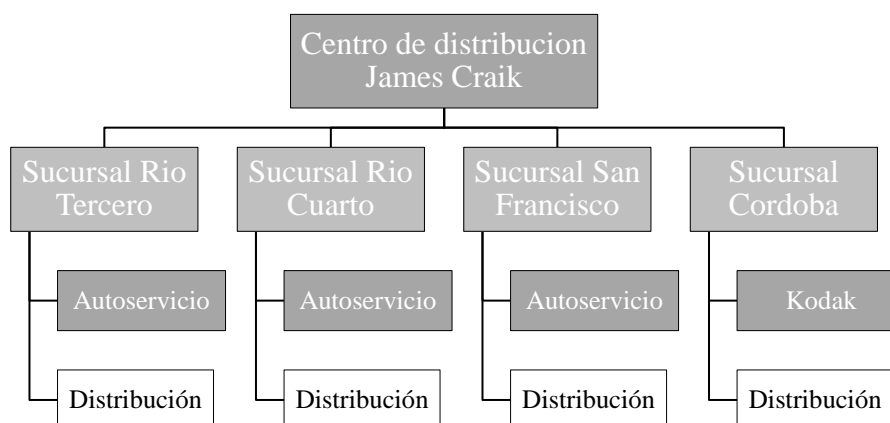 Centro de distribucion
James Craik
Sucursal Rio
Tercero
Sucursal Rio
Cuarto
Sucursal San
Francisco
Sucursal
Cordoba
Autoservicio
Autoservicio
Autoservicio
Kodak
Distribución
Distribución
Distribución
Distribución